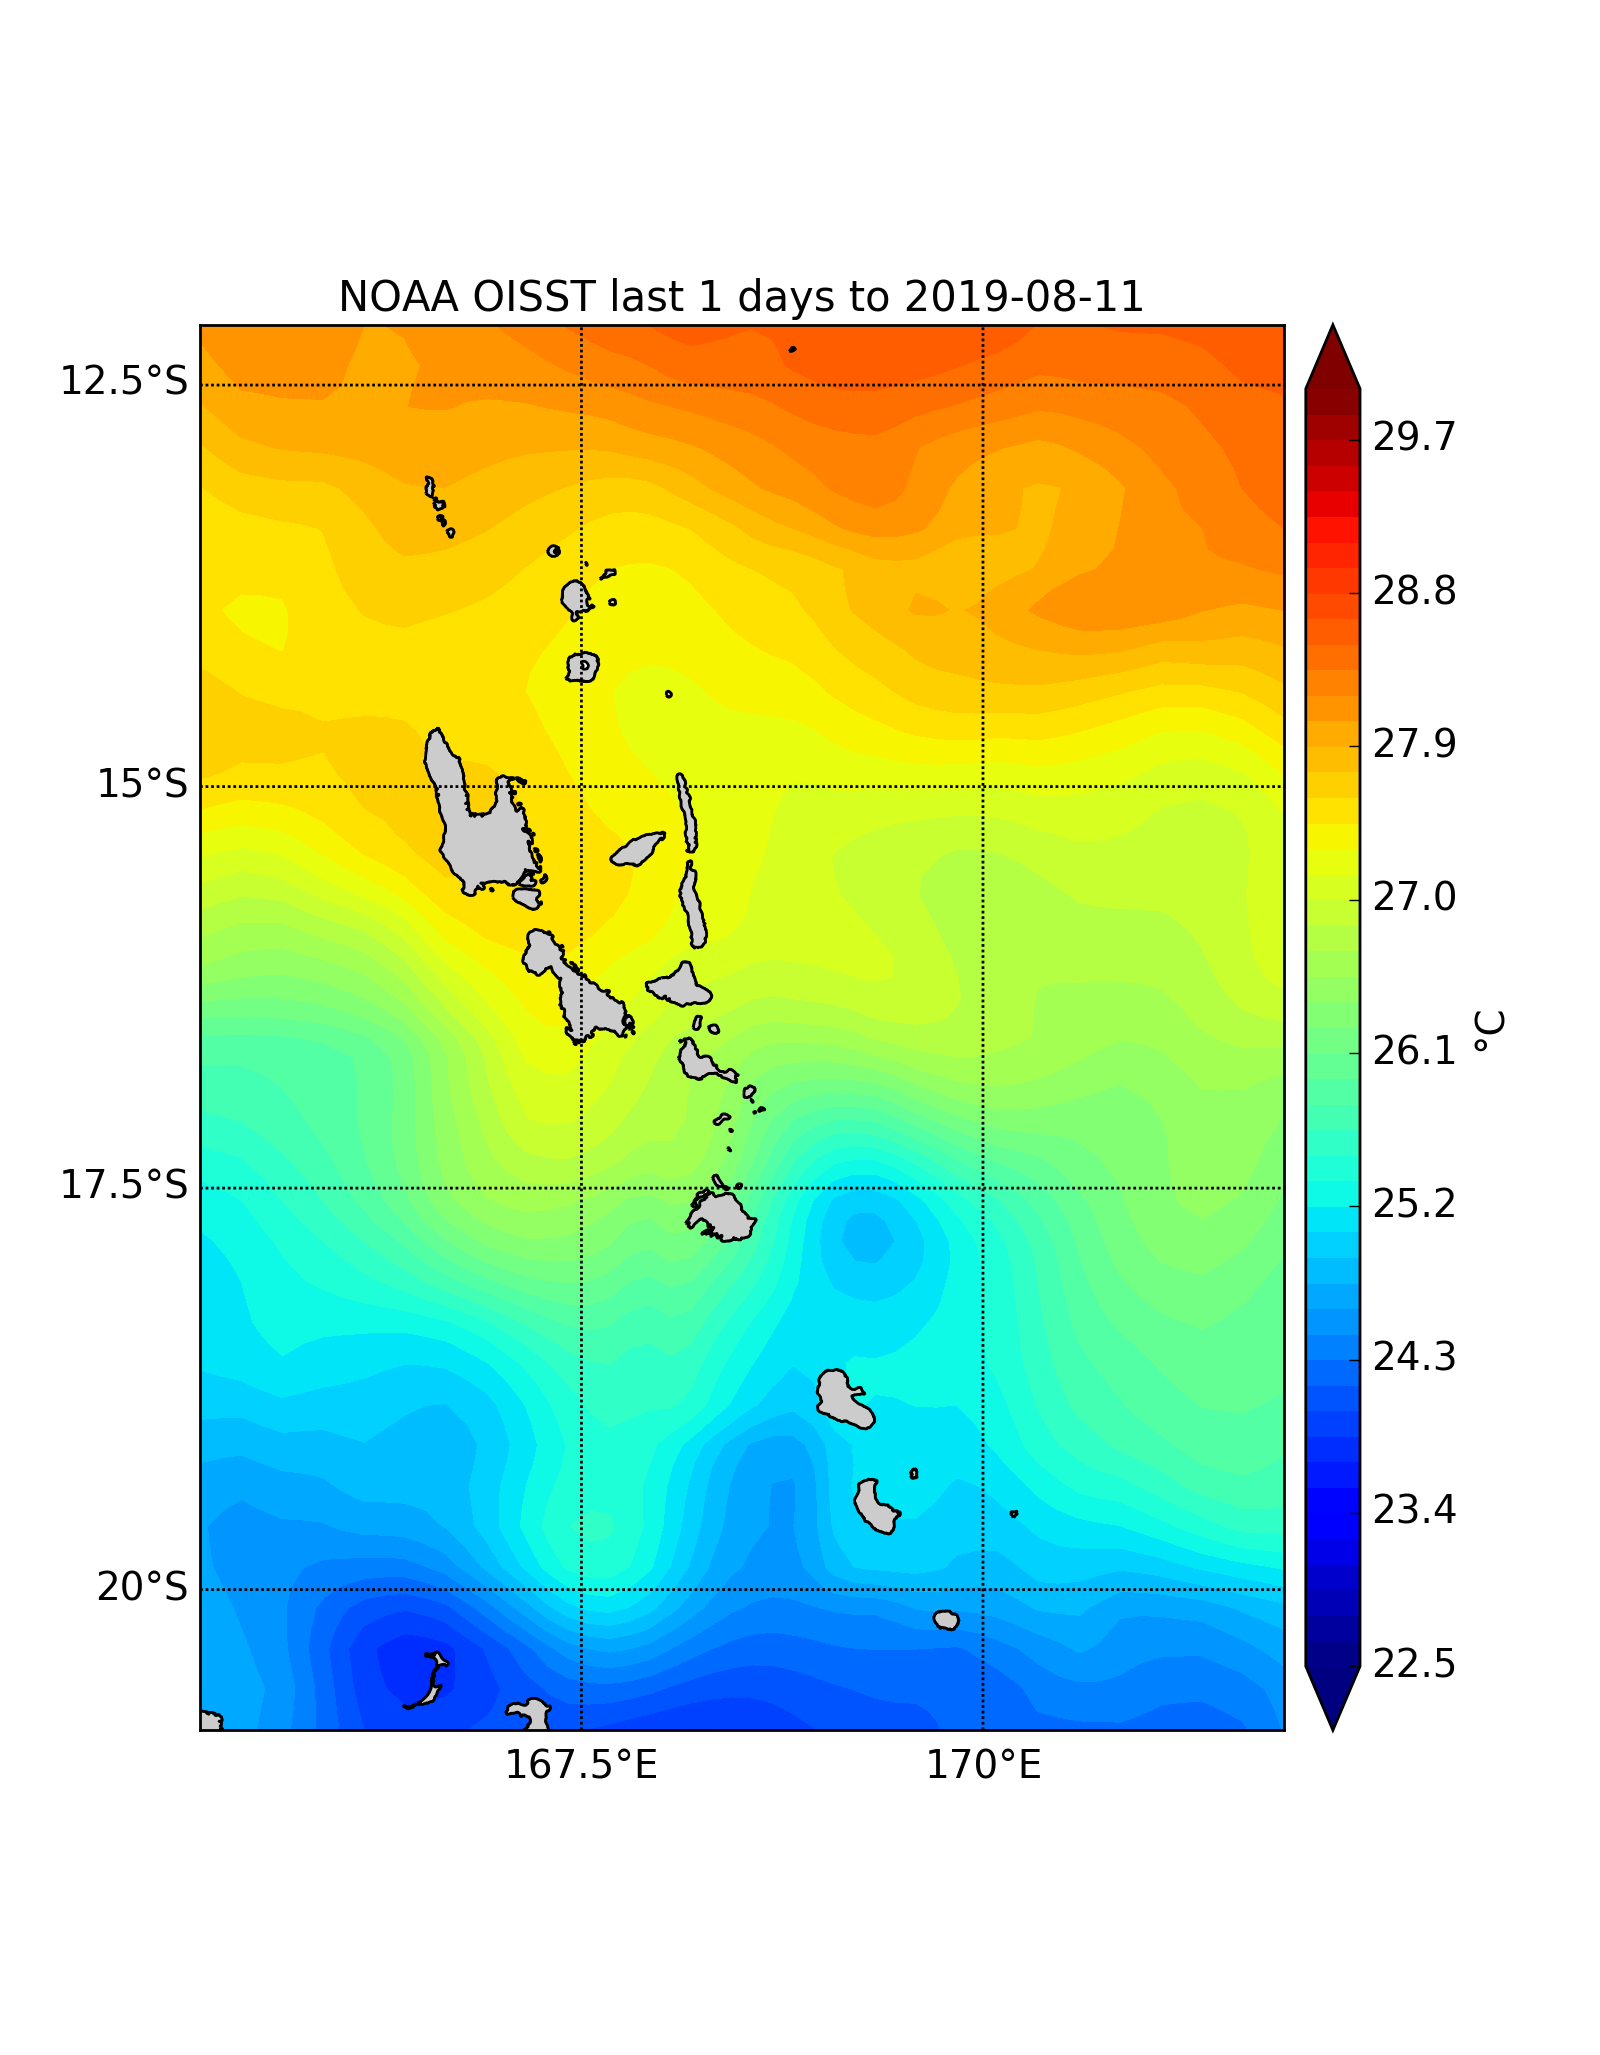 NOAA OISST last 1 days to 2019-08-11
12.5°S
15°S
17.5°S
20°S
167.5°E
170°E
29.7
28.8
27.9
27.0
26.1
25.2
24.3
23.4
22.5
°C